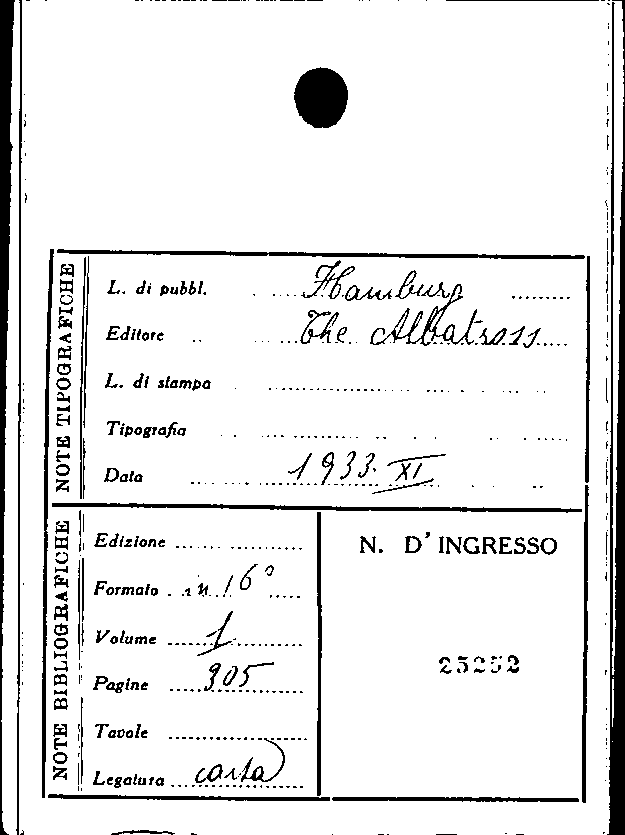 NOTE TIPOGRAFICHE
L. di pubbl. Hamburg
Editore The Albatross
L. di stampa
Tipografia
Data 1933. XI
NOTE BIBLIOGRAFICHE
Edizione
Formato in 16°
Volume 1
Pagine 305
Tavole
Legatura carta
N. D'INGRESSO
25252